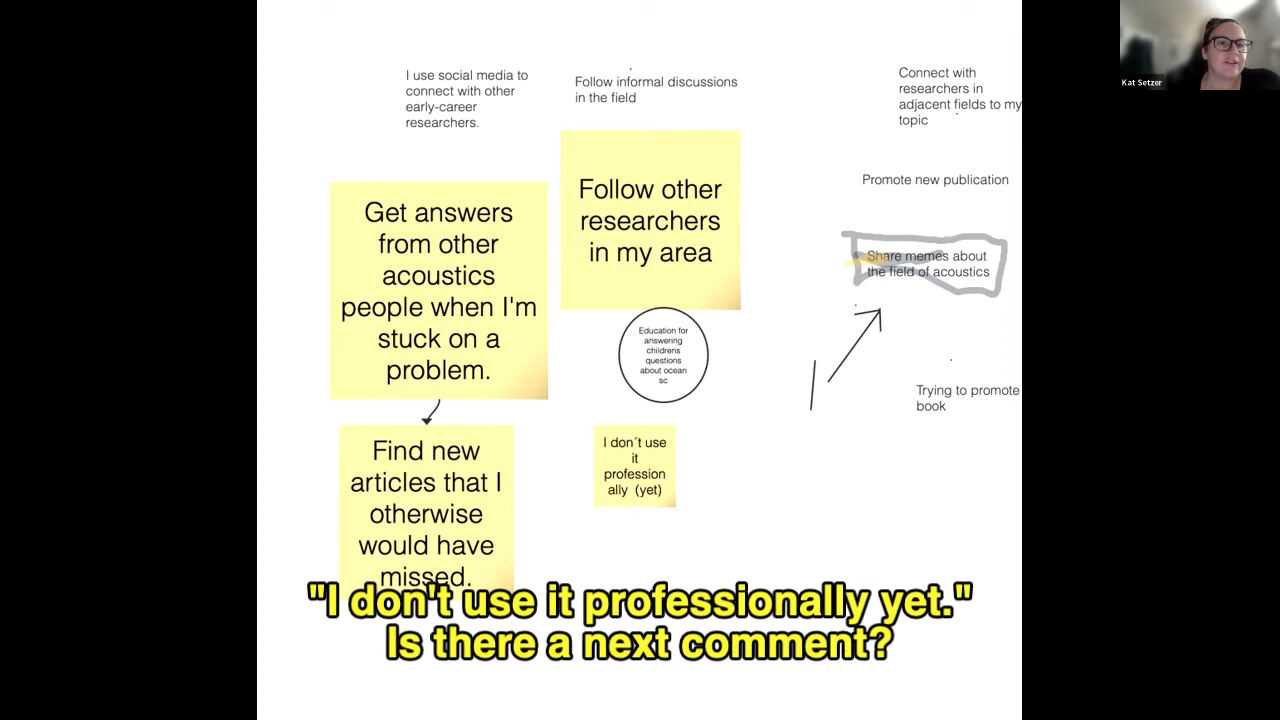 I use social media to
connect with other
early-career
researchers.
Follow informal discussions
in the field
Connect with
researchers in
adjacent fields to my
topic
Kat Setzer
Get answers
from other
acoustics
people when I'm
stuck on a
problem.
Follow other
researchers
in my area
Promote new publication
Share memes about
the field of acoustics
Education for
answering
childrens
questions
about ocean
sc
Trying to promote
book
Find new
articles that I
otherwise
would have
missed.
I don´t use
it
profession
ally (yet)
"I don't use it professionally yet."
Is there a next comment?